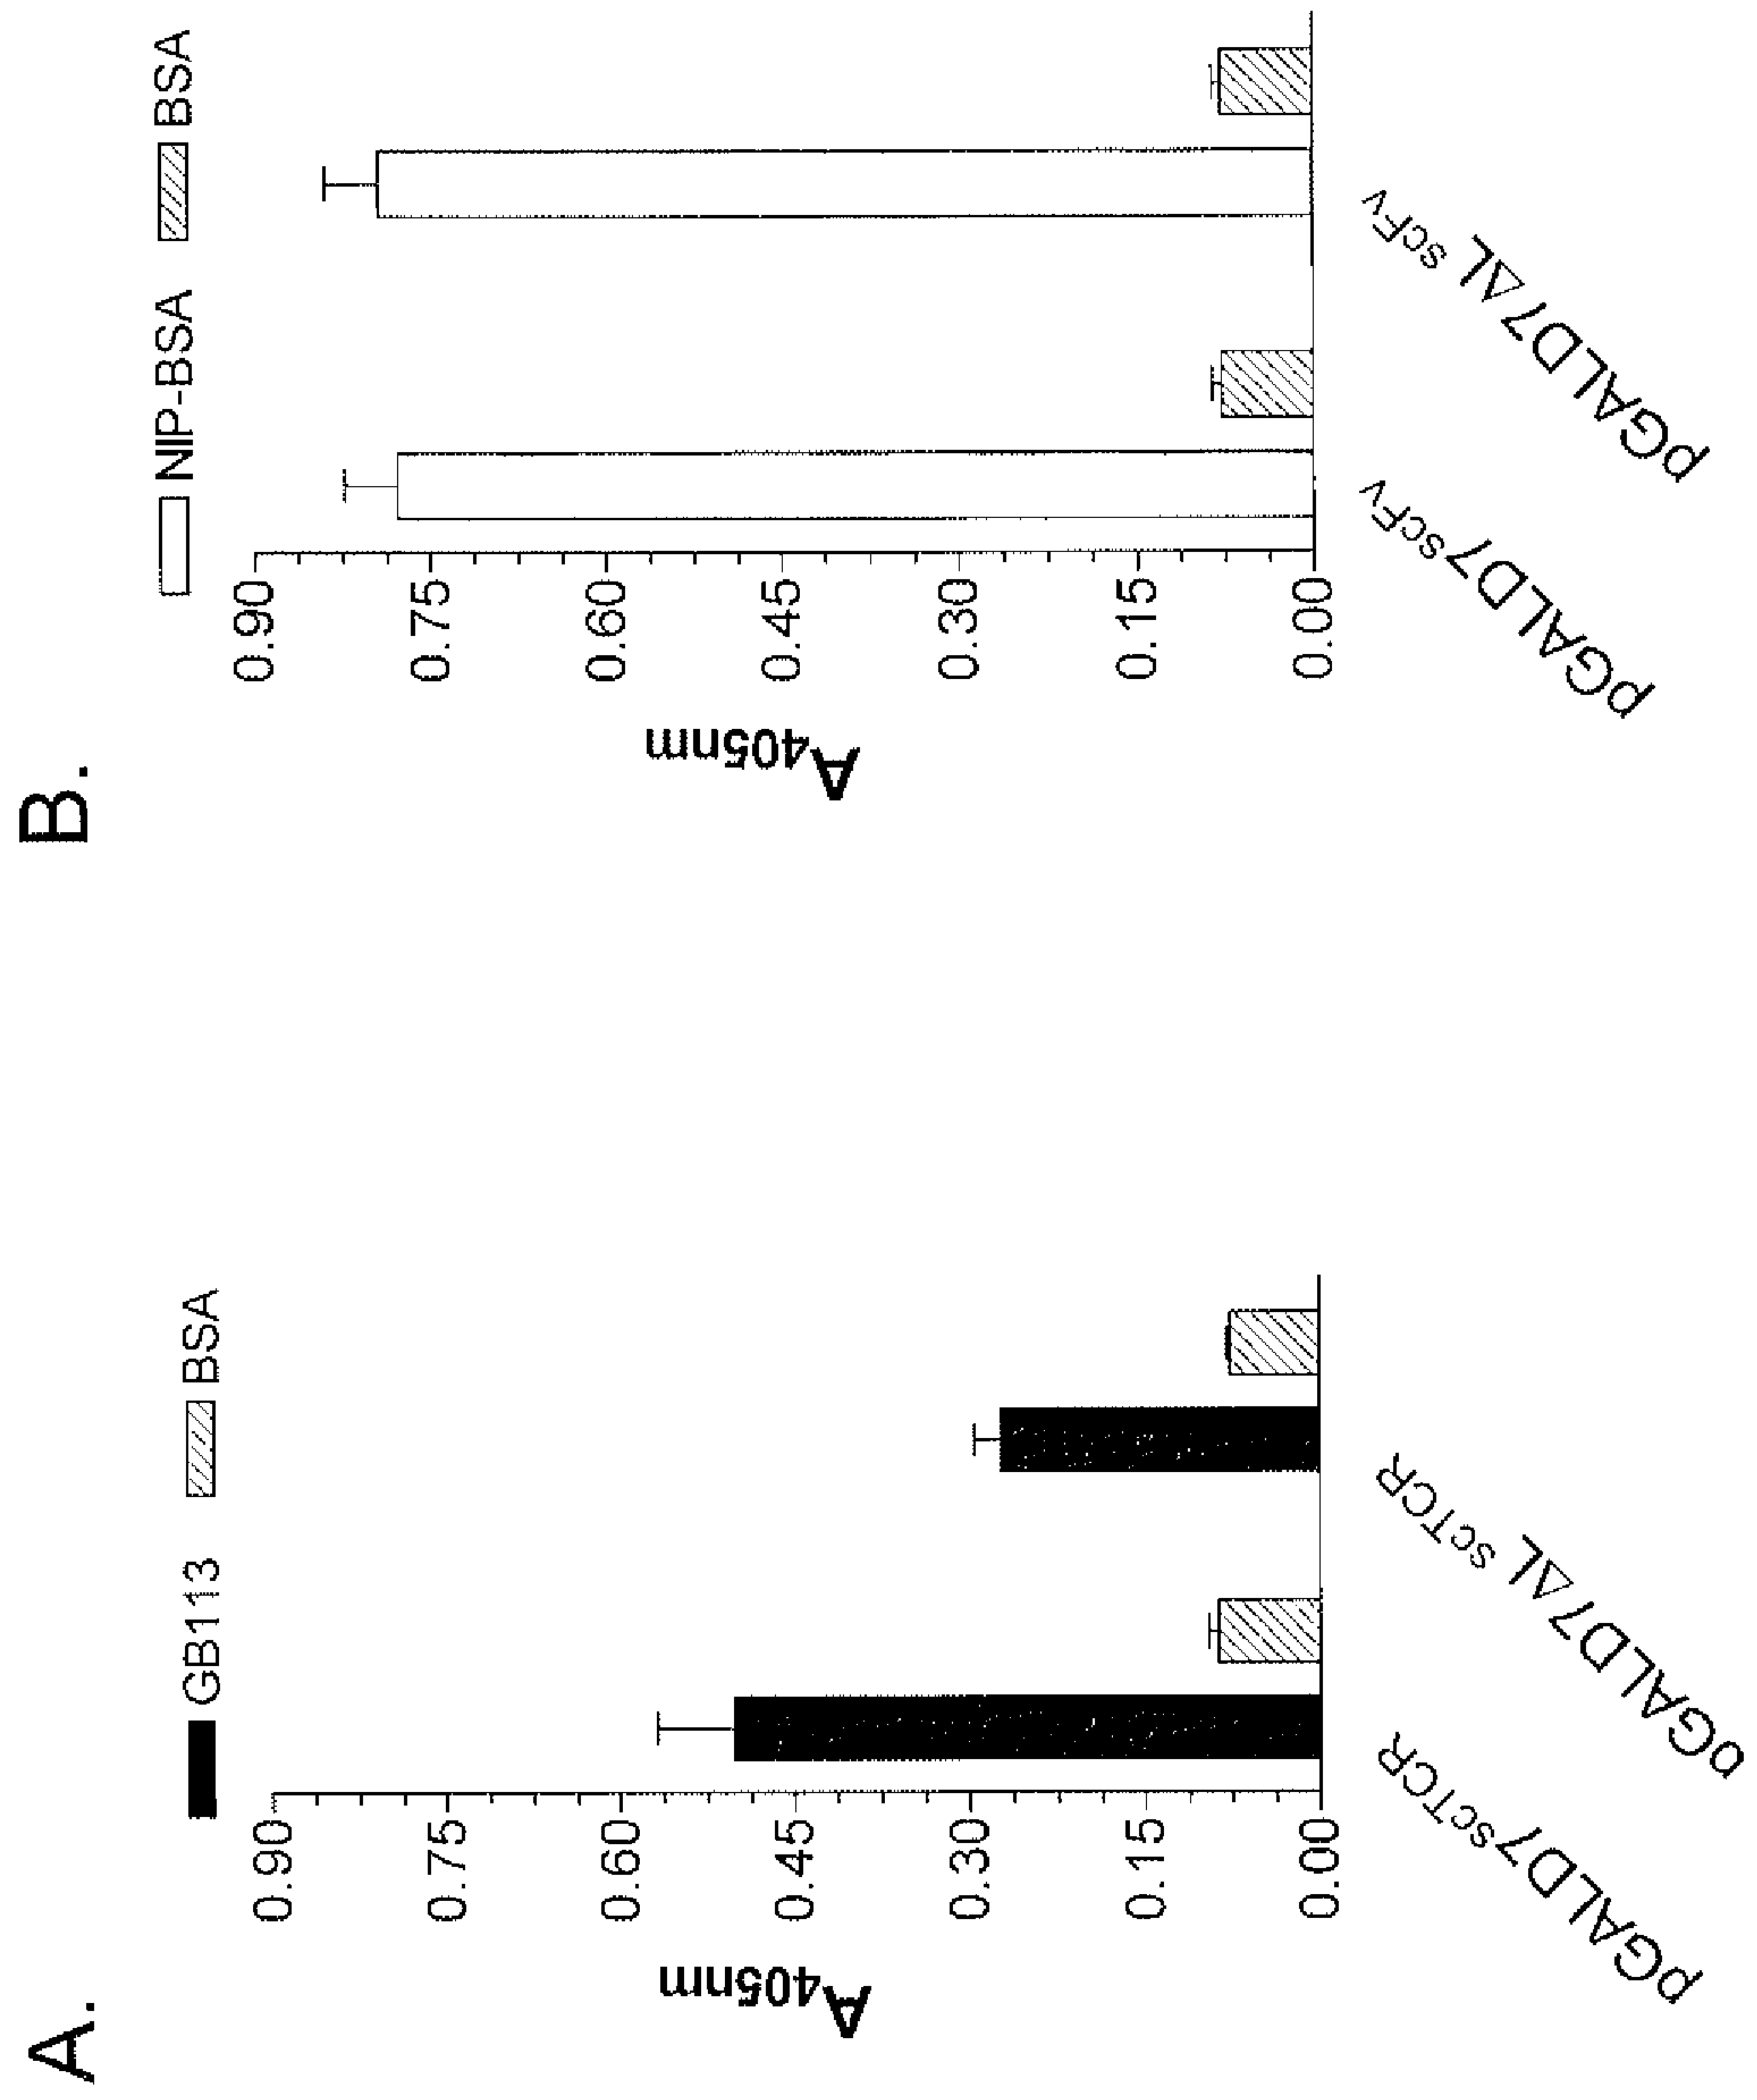 A.
GB113 BSA
A405nm
0.90
0.75
0.60
0.45
0.30
0.15
0.00
pGALD7scTCR
pGALD7ΔL scTCR
B.
NIP-BSA BSA
A405nm
0.90
0.75
0.60
0.45
0.30
0.15
0.00
pGALD7scFv
pGALD7ΔL scFv